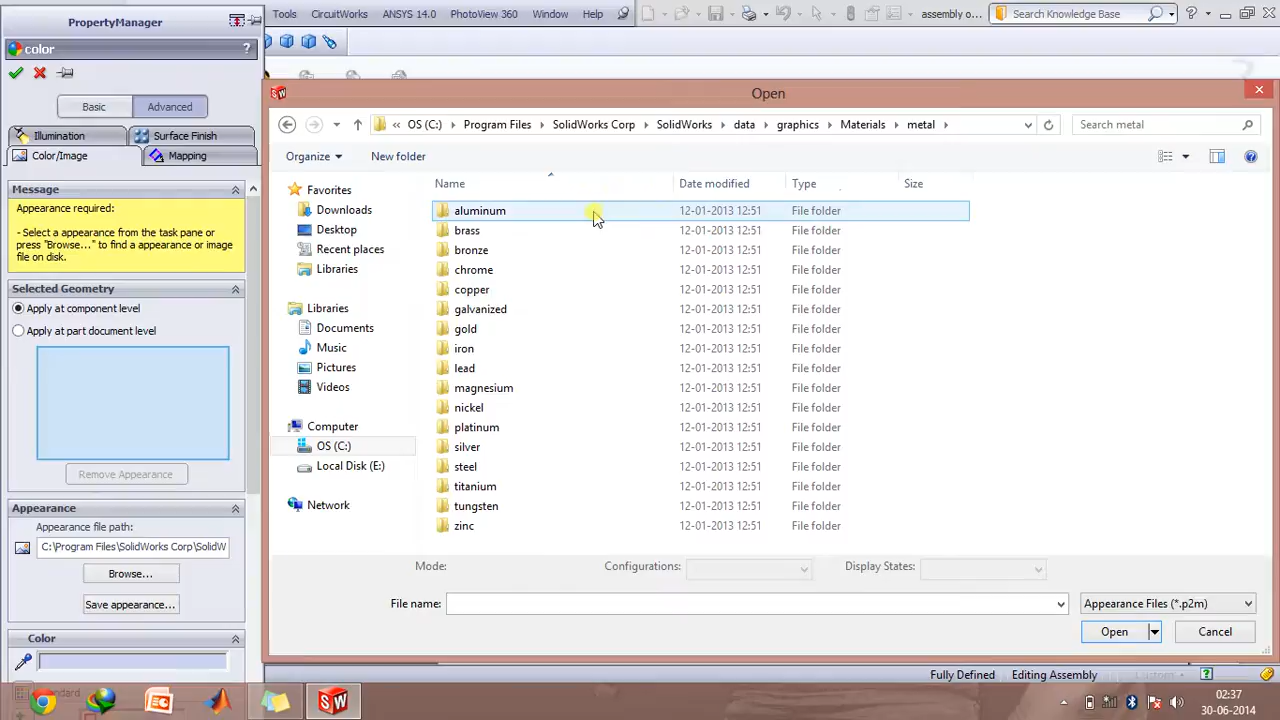 PropertyManager
Tools CircuitWorks ANSYS 14.0 PhotoView 360 Window Help
assembly o...
Search Knowledge Base
color
?
Basic Advanced
Illumination Surface Finish
Color/Image Mapping
Message
Appearance required:
- Select a appearance from the task pane or
press "Browse..." to find a appearance or image
file on disk.
Selected Geometry
Apply at component level
Apply at part document level
Remove Appearance
Appearance
Appearance file path:
C:\Program Files\SolidWorks Corp\SolidW
Browse...
Save appearance...
Color
Standard
Open
« OS (C:) Program Files SolidWorks Corp SolidWorks data graphics Materials metal
Search metal
Organize New folder
Name Date modified Type Size
Favorites
Downloads
Desktop
Recent places
Libraries
Libraries
Documents
Music
Pictures
Videos
Computer
OS (C:)
Local Disk (E:)
Network
aluminum 12-01-2013 12:51 File folder
brass 12-01-2013 12:51 File folder
bronze 12-01-2013 12:51 File folder
chrome 12-01-2013 12:51 File folder
copper 12-01-2013 12:51 File folder
galvanized 12-01-2013 12:51 File folder
gold 12-01-2013 12:51 File folder
iron 12-01-2013 12:51 File folder
lead 12-01-2013 12:51 File folder
magnesium 12-01-2013 12:51 File folder
nickel 12-01-2013 12:51 File folder
platinum 12-01-2013 12:51 File folder
silver 12-01-2013 12:51 File folder
steel 12-01-2013 12:51 File folder
titanium 12-01-2013 12:51 File folder
tungsten 12-01-2013 12:51 File folder
zinc 12-01-2013 12:51 File folder
Mode: Configurations: Display States:
File name: Appearance Files (*.p2m)
Open Cancel
Fully Defined Editing Assembly Custom
02:37
30-06-2014